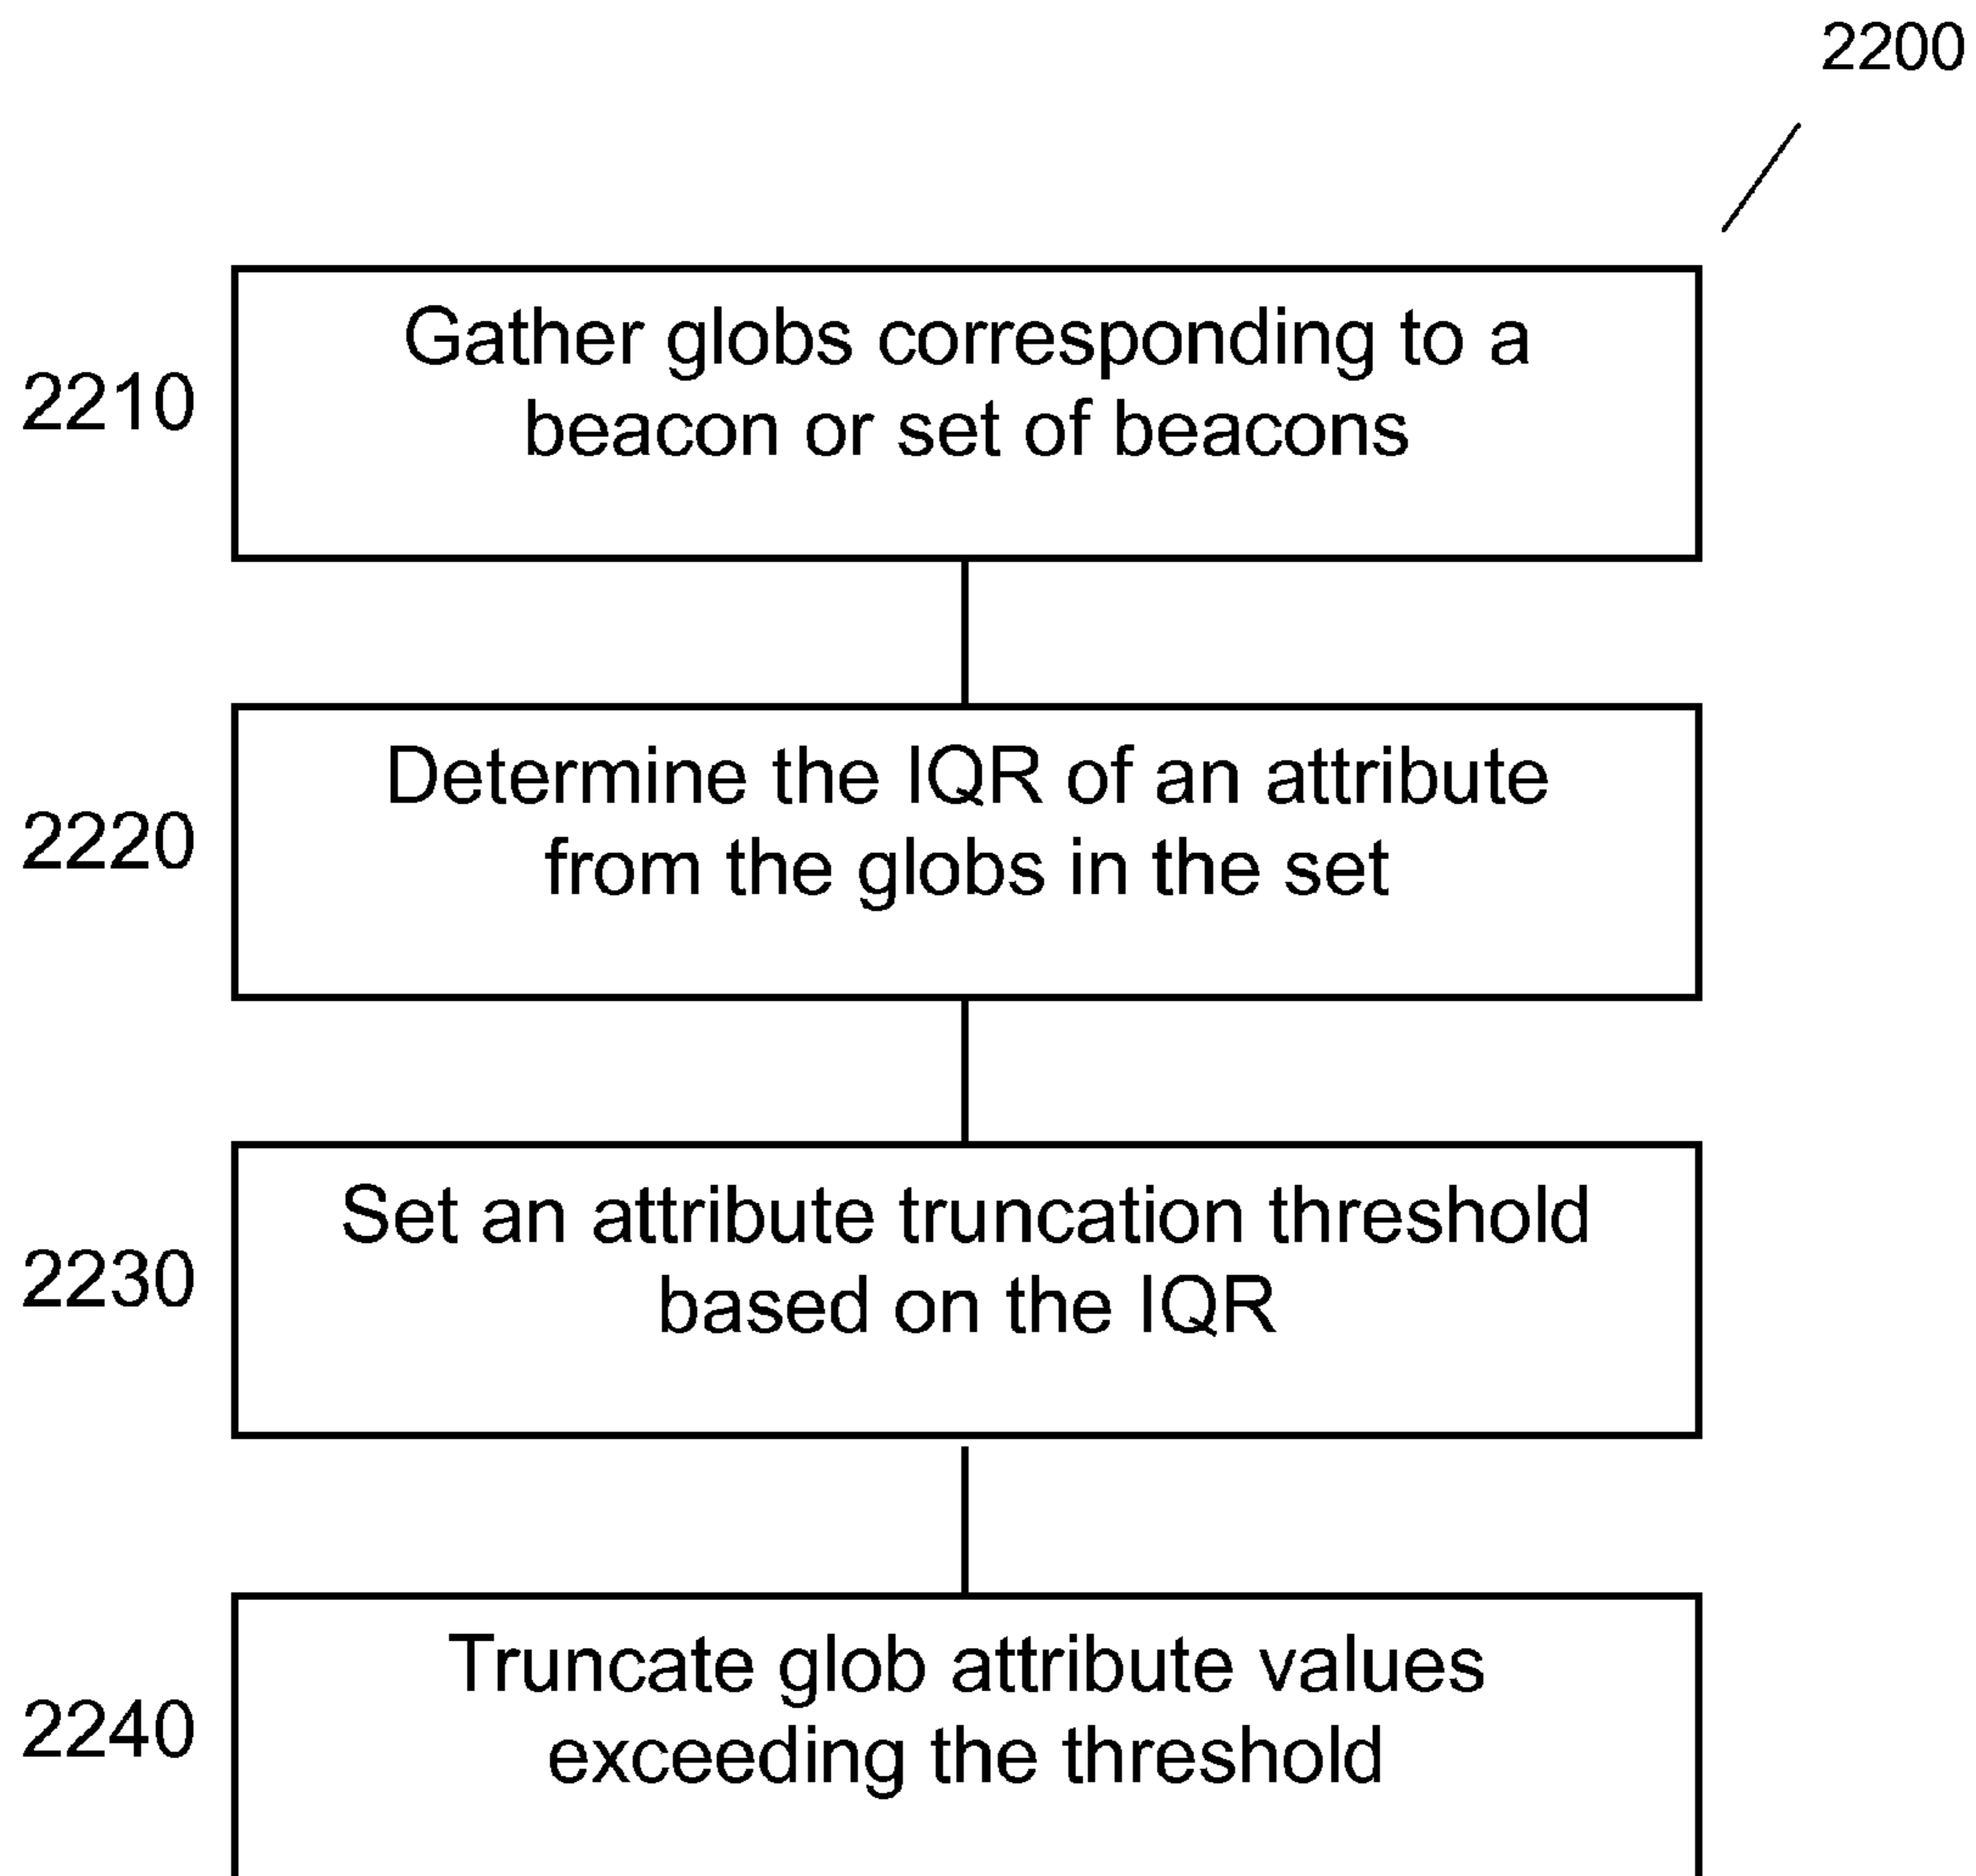 2200
2210
Gather globs corresponding to a
beacon or set of beacons
2220
Determine the IQR of an attribute
from the globs in the set
2230
Set an attribute truncation threshold
based on the IQR
2240
Truncate glob attribute values
exceeding the threshold